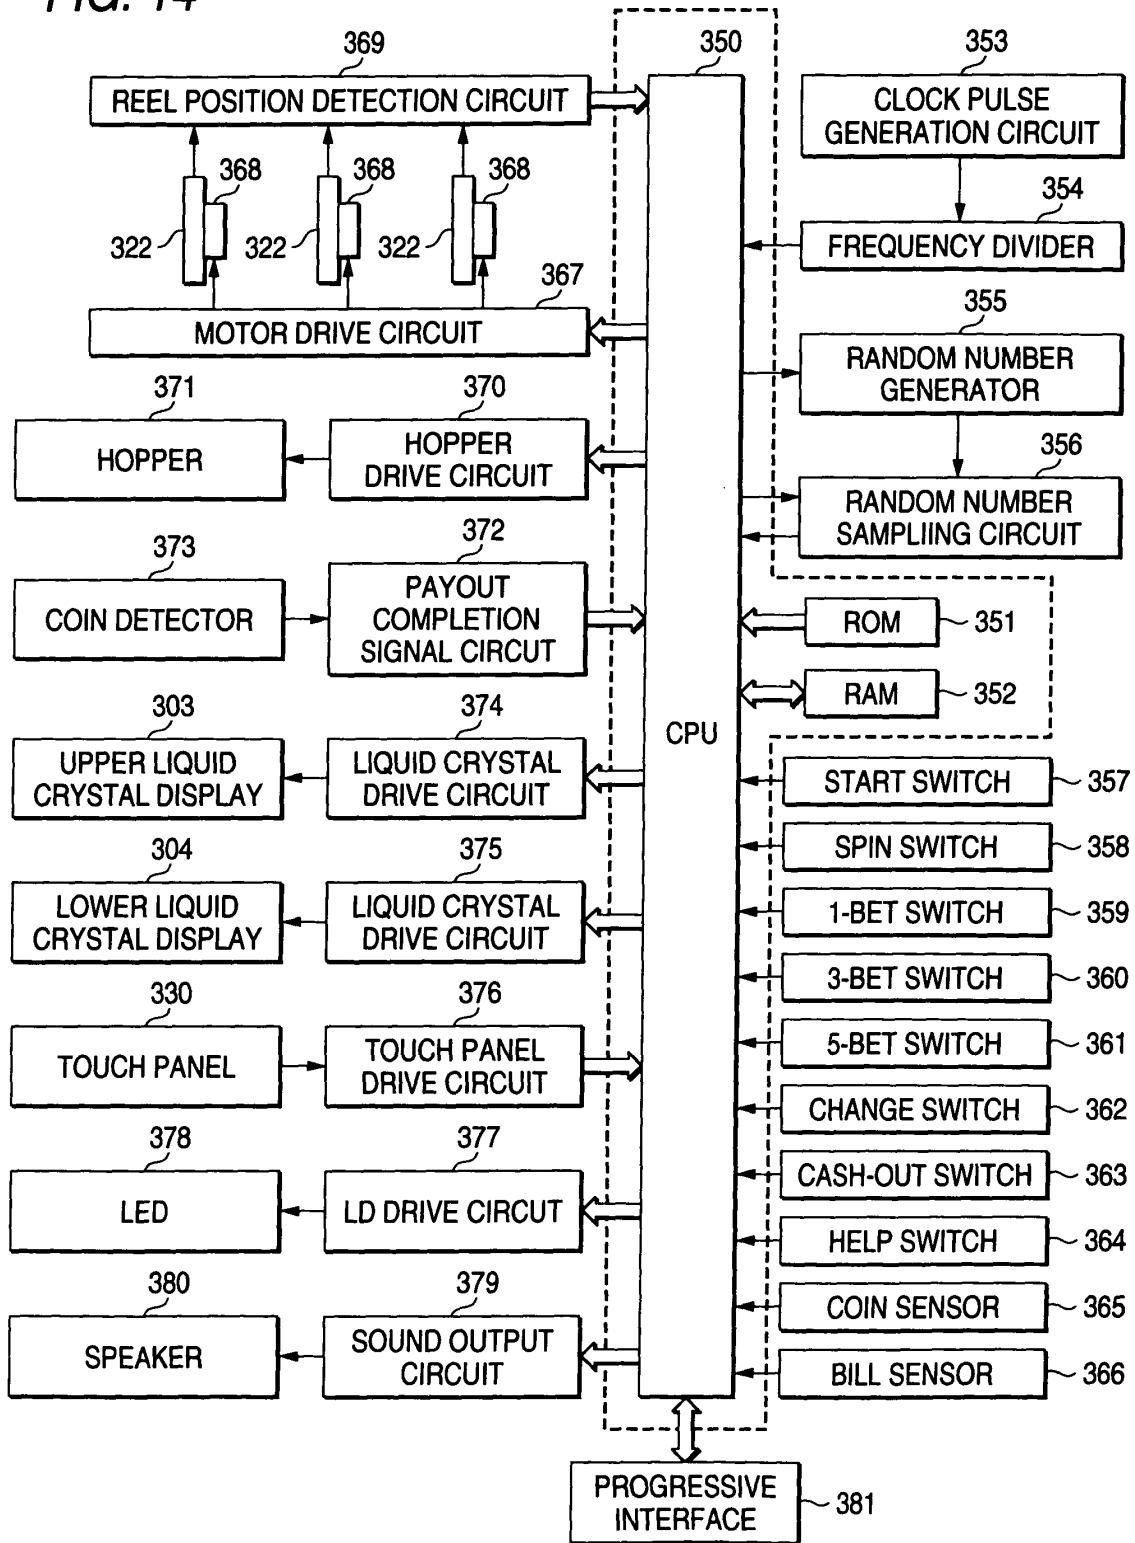 FIG. 14
369
350
353
REEL POSITION DETECTION CIRCUIT
CLOCK PULSE
GENERATION CIRCUIT
368
368
368
354
322
322
322
FREQUENCY DIVIDER
367
355
MOTOR DRIVE CIRCUIT
RANDOM NUMBER
GENERATOR
371
370
HOPPER
HOPPER
DRIVE CIRCUIT
356
RANDOM NUMBER
SAMPLIING CIRCUIT
373
372
COIN DETECTOR
PAYOUT
COMPLETION
SIGNAL CIRCUT
ROM
351
RAM
352
CPU
303
374
UPPER LIQUID
CRYSTAL DISPLAY
LIQUID CRYSTAL
DRIVE CIRCUIT
START SWITCH
357
SPIN SWITCH
358
304
375
LOWER LIQUID
CRYSTAL DISPLAY
LIQUID CRYSTAL
DRIVE CIRCUIT
1-BET SWITCH
359
3-BET SWITCH
360
330
376
TOUCH PANEL
TOUCH PANEL
DRIVE CIRCUIT
5-BET SWITCH
361
CHANGE SWITCH
362
378
377
LED
LD DRIVE CIRCUT
CASH-OUT SWITCH
363
HELP SWITCH
364
380
379
SPEAKER
SOUND OUTPUT
CIRCUIT
COIN SENSOR
365
BILL SENSOR
366
PROGRESSIVE
INTERFACE
381